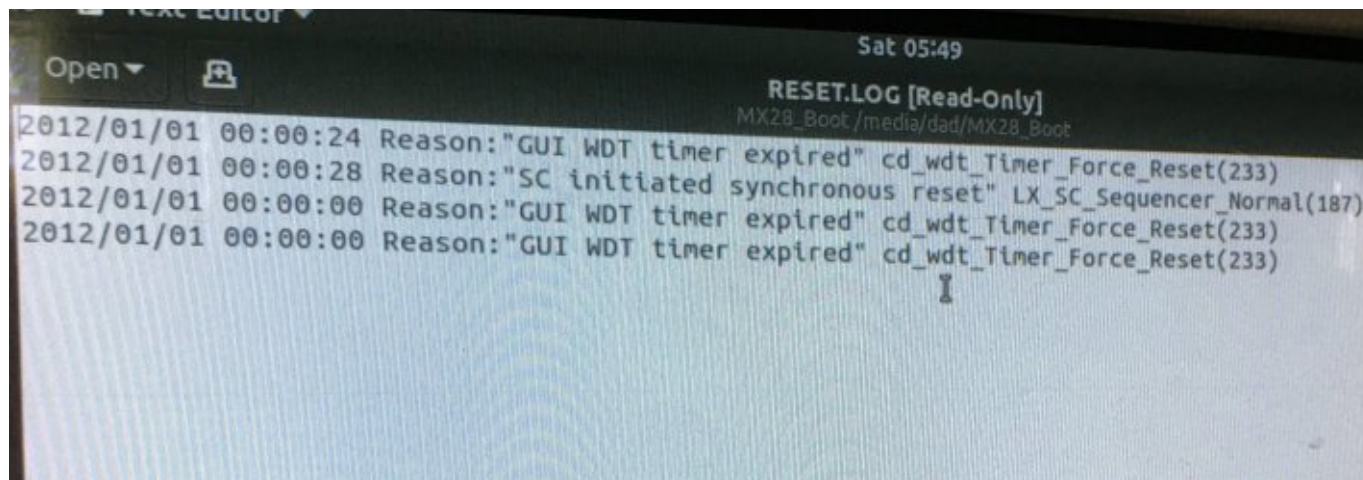 Text Editor
Sat 05:49
Open
RESET.LOG [Read-Only]
MX28_Boot /media/dad/MX28_Boot
2012/01/01 00:00:24 Reason:"GUI WDT timer expired" cd_wdt_Timer_Force_Reset(233)
2012/01/01 00:00:28 Reason:"SC initiated synchronous reset" LX_SC_Sequencer_Normal(187)
2012/01/01 00:00:00 Reason:"GUI WDT timer expired" cd_wdt_Timer_Force_Reset(233)
2012/01/01 00:00:00 Reason:"GUI WDT timer expired" cd_wdt_Timer_Force_Reset(233)